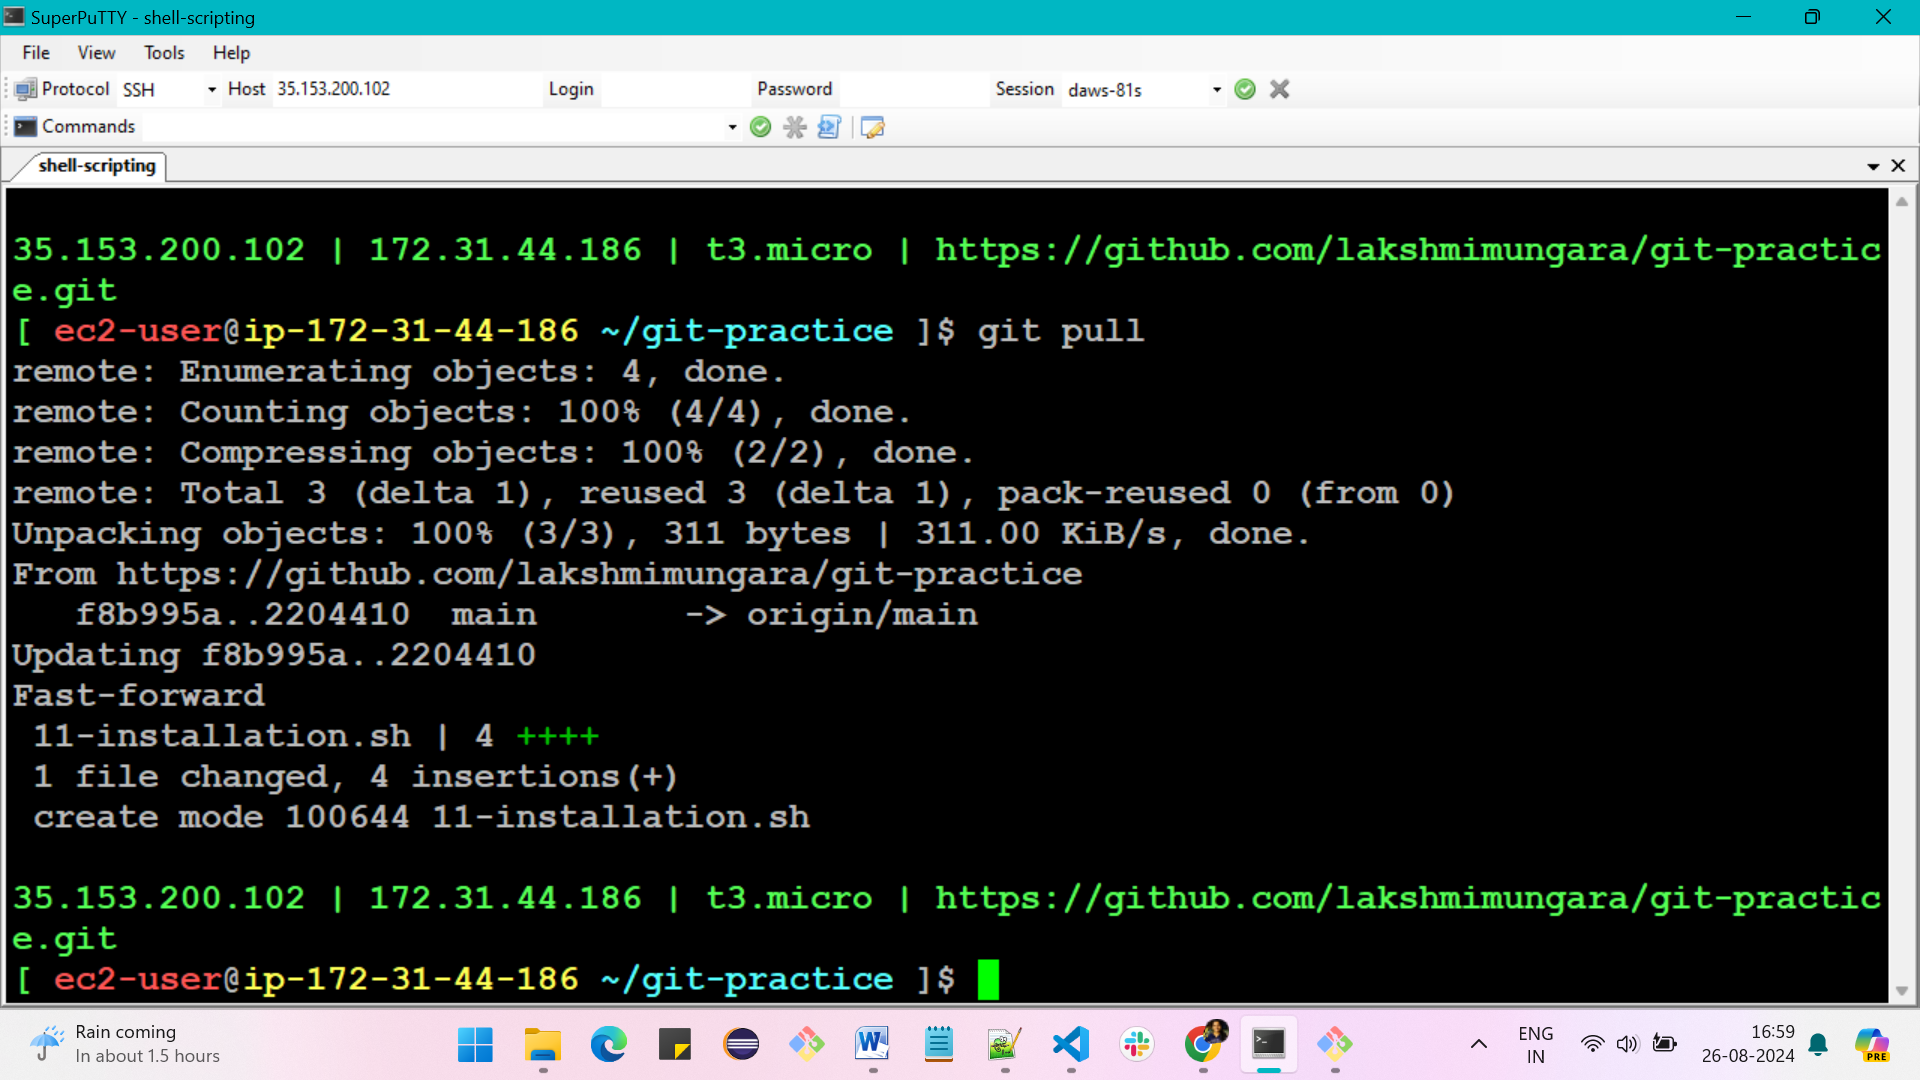 SuperPuTTY - shell-scripting
File View Tools Help
Protocol SSH Host 35.153.200.102 Login Password Session daws-81s
Commands
shell-scripting
35.153.200.102 | 172.31.44.186 | t3.micro | https://github.com/lakshmimungara/git-practic
e.git
[ ec2-user@ip-172-31-44-186 ~/git-practice ]$ git pull
remote: Enumerating objects: 4, done.
remote: Counting objects: 100% (4/4), done.
remote: Compressing objects: 100% (2/2), done.
remote: Total 3 (delta 1), reused 3 (delta 1), pack-reused 0 (from 0)
Unpacking objects: 100% (3/3), 311 bytes | 311.00 KiB/s, done.
From https://github.com/lakshmimungara/git-practice
   f8b995a..2204410  main       -> origin/main
Updating f8b995a..2204410
Fast-forward
 11-installation.sh | 4 ++++
 1 file changed, 4 insertions(+)
 create mode 100644 11-installation.sh
35.153.200.102 | 172.31.44.186 | t3.micro | https://github.com/lakshmimungara/git-practic
e.git
[ ec2-user@ip-172-31-44-186 ~/git-practice ]$
Rain coming
In about 1.5 hours
ENG
IN
16:59
26-08-2024
PRE